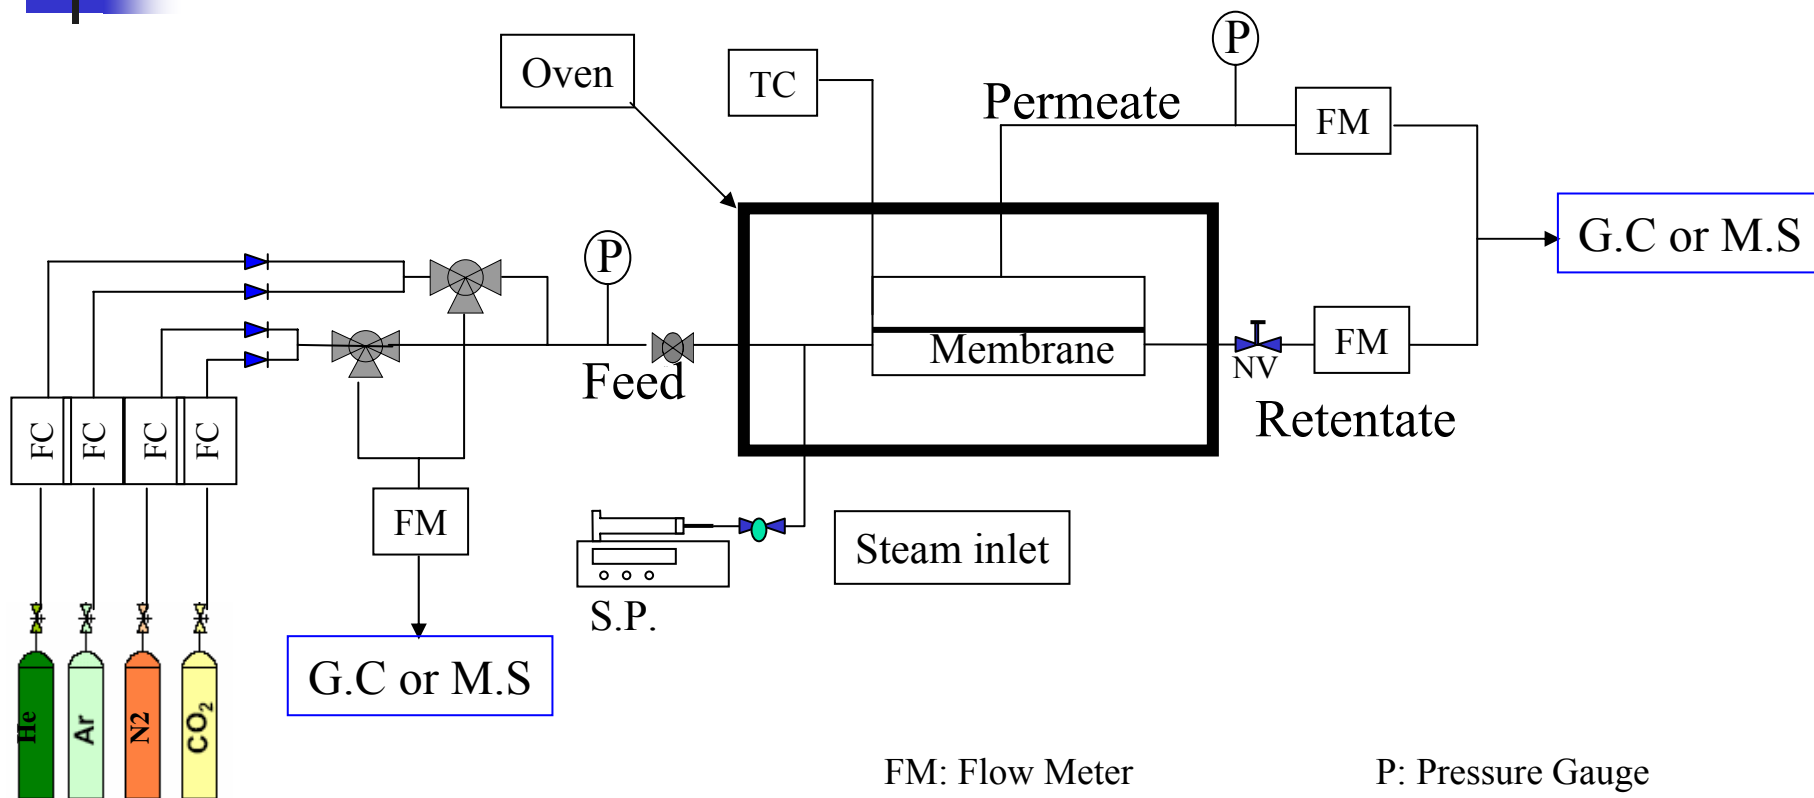 P
Oven
TC
Permeate
FM
G.C or M.S
P
Membrane
FM
Feed
NV
Retentate
FC
FC
FC
FC
FM
Steam inlet
S.P.
G.C or M.S
He
Ar
N2
CO₂
FM: Flow Meter
P: Pressure Gauge